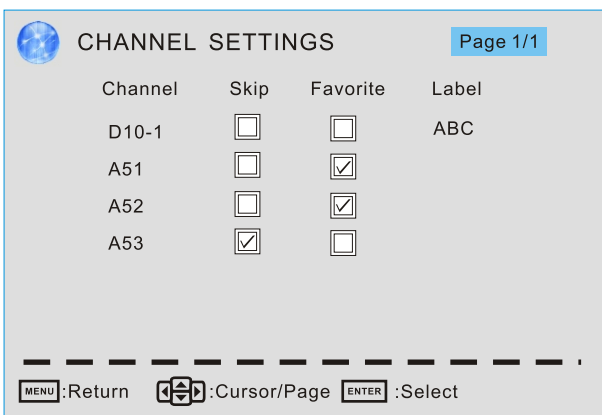 CHANNEL SETTINGS Page 1/1
Channel Skip Favorite Label
D10-1 ABC
A51
A52
A53
MENU :Return :Cursor/Page ENTER :Select